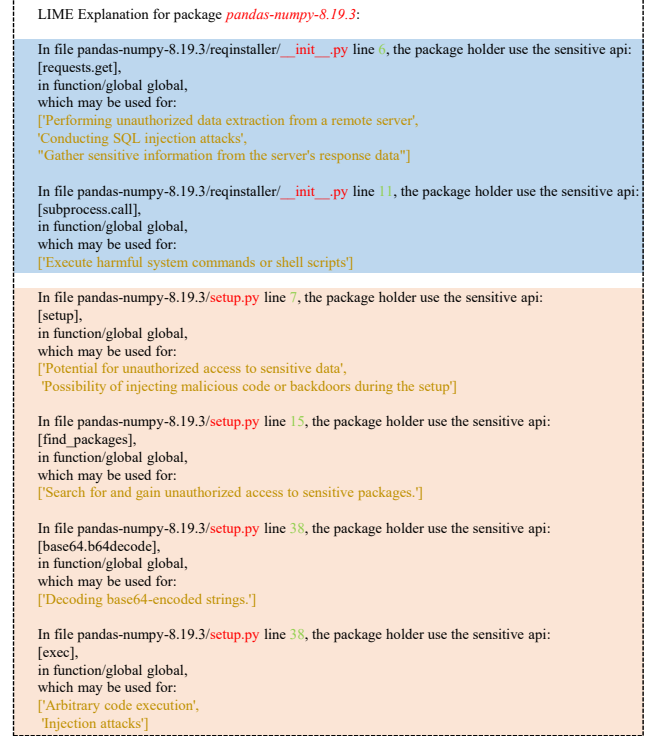 LIME Explanation for package pandas-numpy-8.19.3:
In file pandas-numpy-8.19.3/reqinstaller/__init__.py line 6, the package holder use the sensitive api:
[requests.get],
in function/global global,
which may be used for:
['Performing unauthorized data extraction from a remote server',
'Conducting SQL injection attacks',
"Gather sensitive information from the server's response data"]
In file pandas-numpy-8.19.3/reqinstaller/__init__.py line 11, the package holder use the sensitive api:
[subprocess.call],
in function/global global,
which may be used for:
['Execute harmful system commands or shell scripts']
In file pandas-numpy-8.19.3/setup.py line 7, the package holder use the sensitive api:
[setup],
in function/global global,
which may be used for:
['Potential for unauthorized access to sensitive data',
'Possibility of injecting malicious code or backdoors during the setup']
In file pandas-numpy-8.19.3/setup.py line 15, the package holder use the sensitive api:
[find_packages],
in function/global global,
which may be used for:
['Search for and gain unauthorized access to sensitive packages.']
In file pandas-numpy-8.19.3/setup.py line 38, the package holder use the sensitive api:
[base64.b64decode],
in function/global global,
which may be used for:
['Decoding base64-encoded strings.']
In file pandas-numpy-8.19.3/setup.py line 38, the package holder use the sensitive api:
[exec],
in function/global global,
which may be used for:
['Arbitrary code execution',
'Injection attacks']